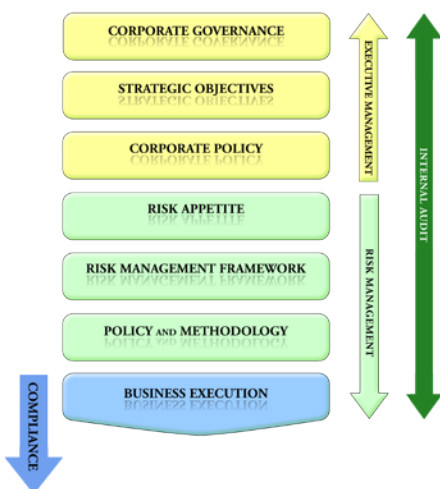 CORPORATE GOVERNANCE
STRATEGIC OBJECTIVES
CORPORATE POLICY
RISK APPETITE
RISK MANAGEMENT FRAMEWORK
POLICY AND METHODOLOGY
BUSINESS EXECUTION
EXECUTIVE MANAGEMENT
RISK MANAGEMENT
INTERNAL AUDIT
COMPLIANCE